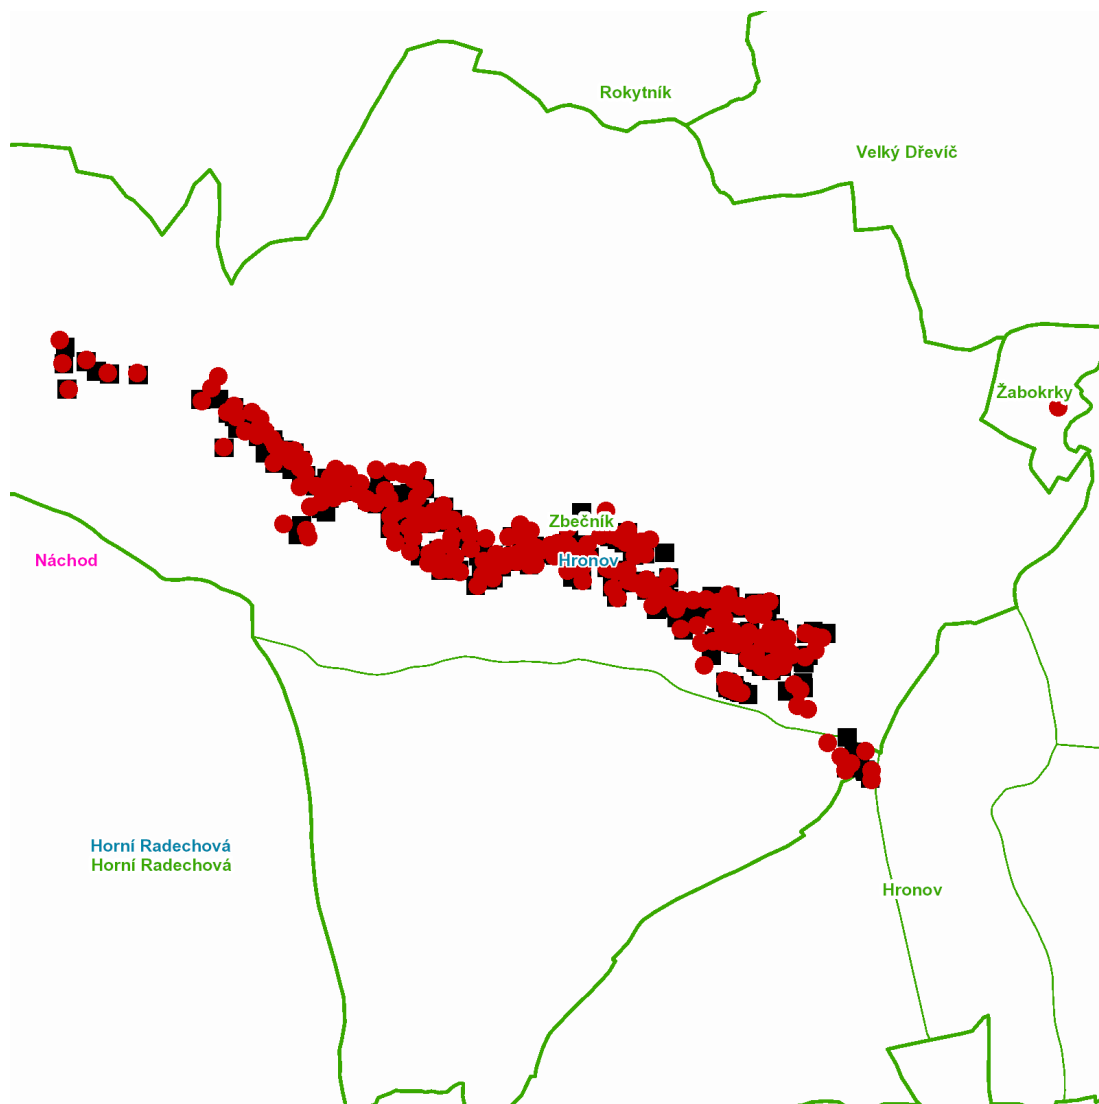 Rokytník
Velký Dřevíč
Žabokrky
Zbečník
Hronov
Náchod
Horní Radechová
Horní Radechová
Hronov